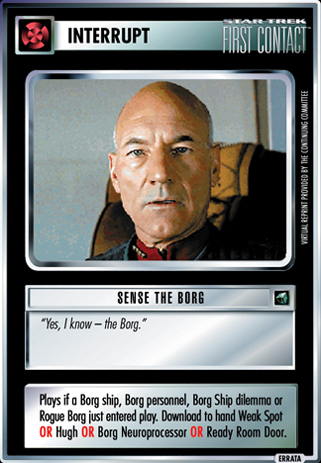 INTERRUPT
STAR TREK
FIRST CONTACT
VIRTUAL REPRINT PROVIDED BY THE CONTINUING COMMITTEE
SENSE THE BORG
"Yes, I know – the Borg."
Plays if a Borg ship, Borg personnel, Borg Ship dilemma or
Rogue Borg just entered play. Download to hand Weak Spot
OR Hugh OR Borg Neuroprocessor OR Ready Room Door.
ERRATA